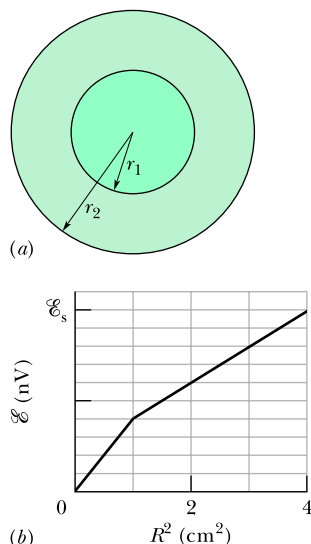 r₁
r₂
(a)
ℰₛ
ℰ (nV)
0
2
4
R² (cm²)
(b)